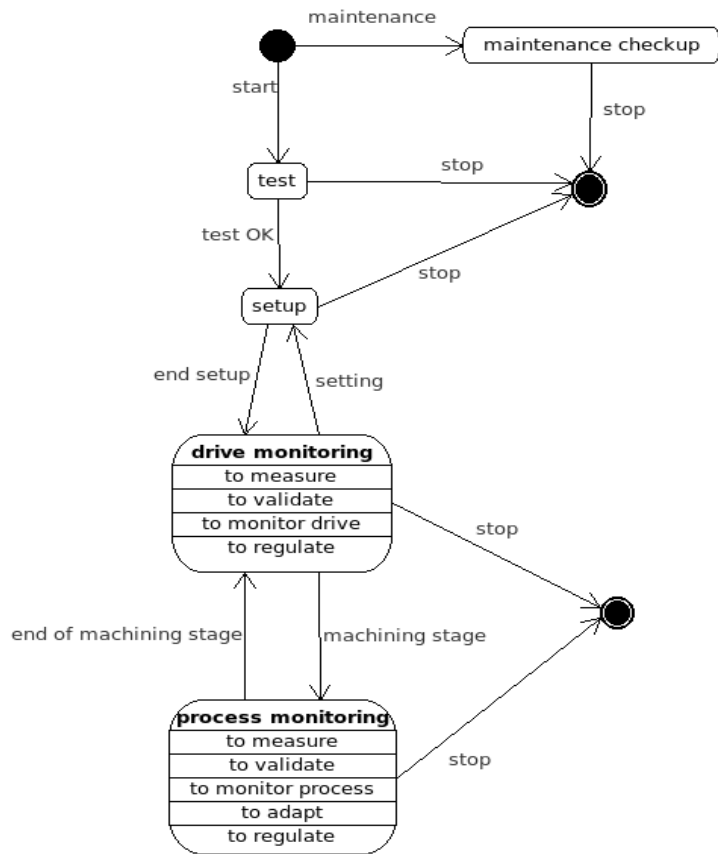 maintenance
maintenance checkup
start
stop
test
stop
test OK
stop
setup
end setup
setting
drive monitoring
to measure
to validate
to monitor drive
to regulate
stop
end of machining stage
machining stage
process monitoring
to measure
to validate
to monitor process
to adapt
to regulate
stop